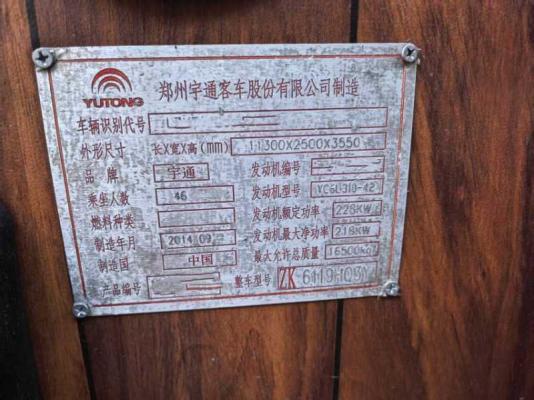 YUTONG
郑州宇通客车股份有限公司制造
车辆识别代号
外形尺寸 长X宽X高(mm) 11300X2500X3550
品牌 宇通 发动机编号
乘坐人数 46 发动机型号 YC6L310-42
燃料种类 发动机额定功率 228KW
制造年月 2014.09 发动机最大净功率 218KW
制造国 中国 最大允许总质量 16500kg
产品编号 整车型号 ZK